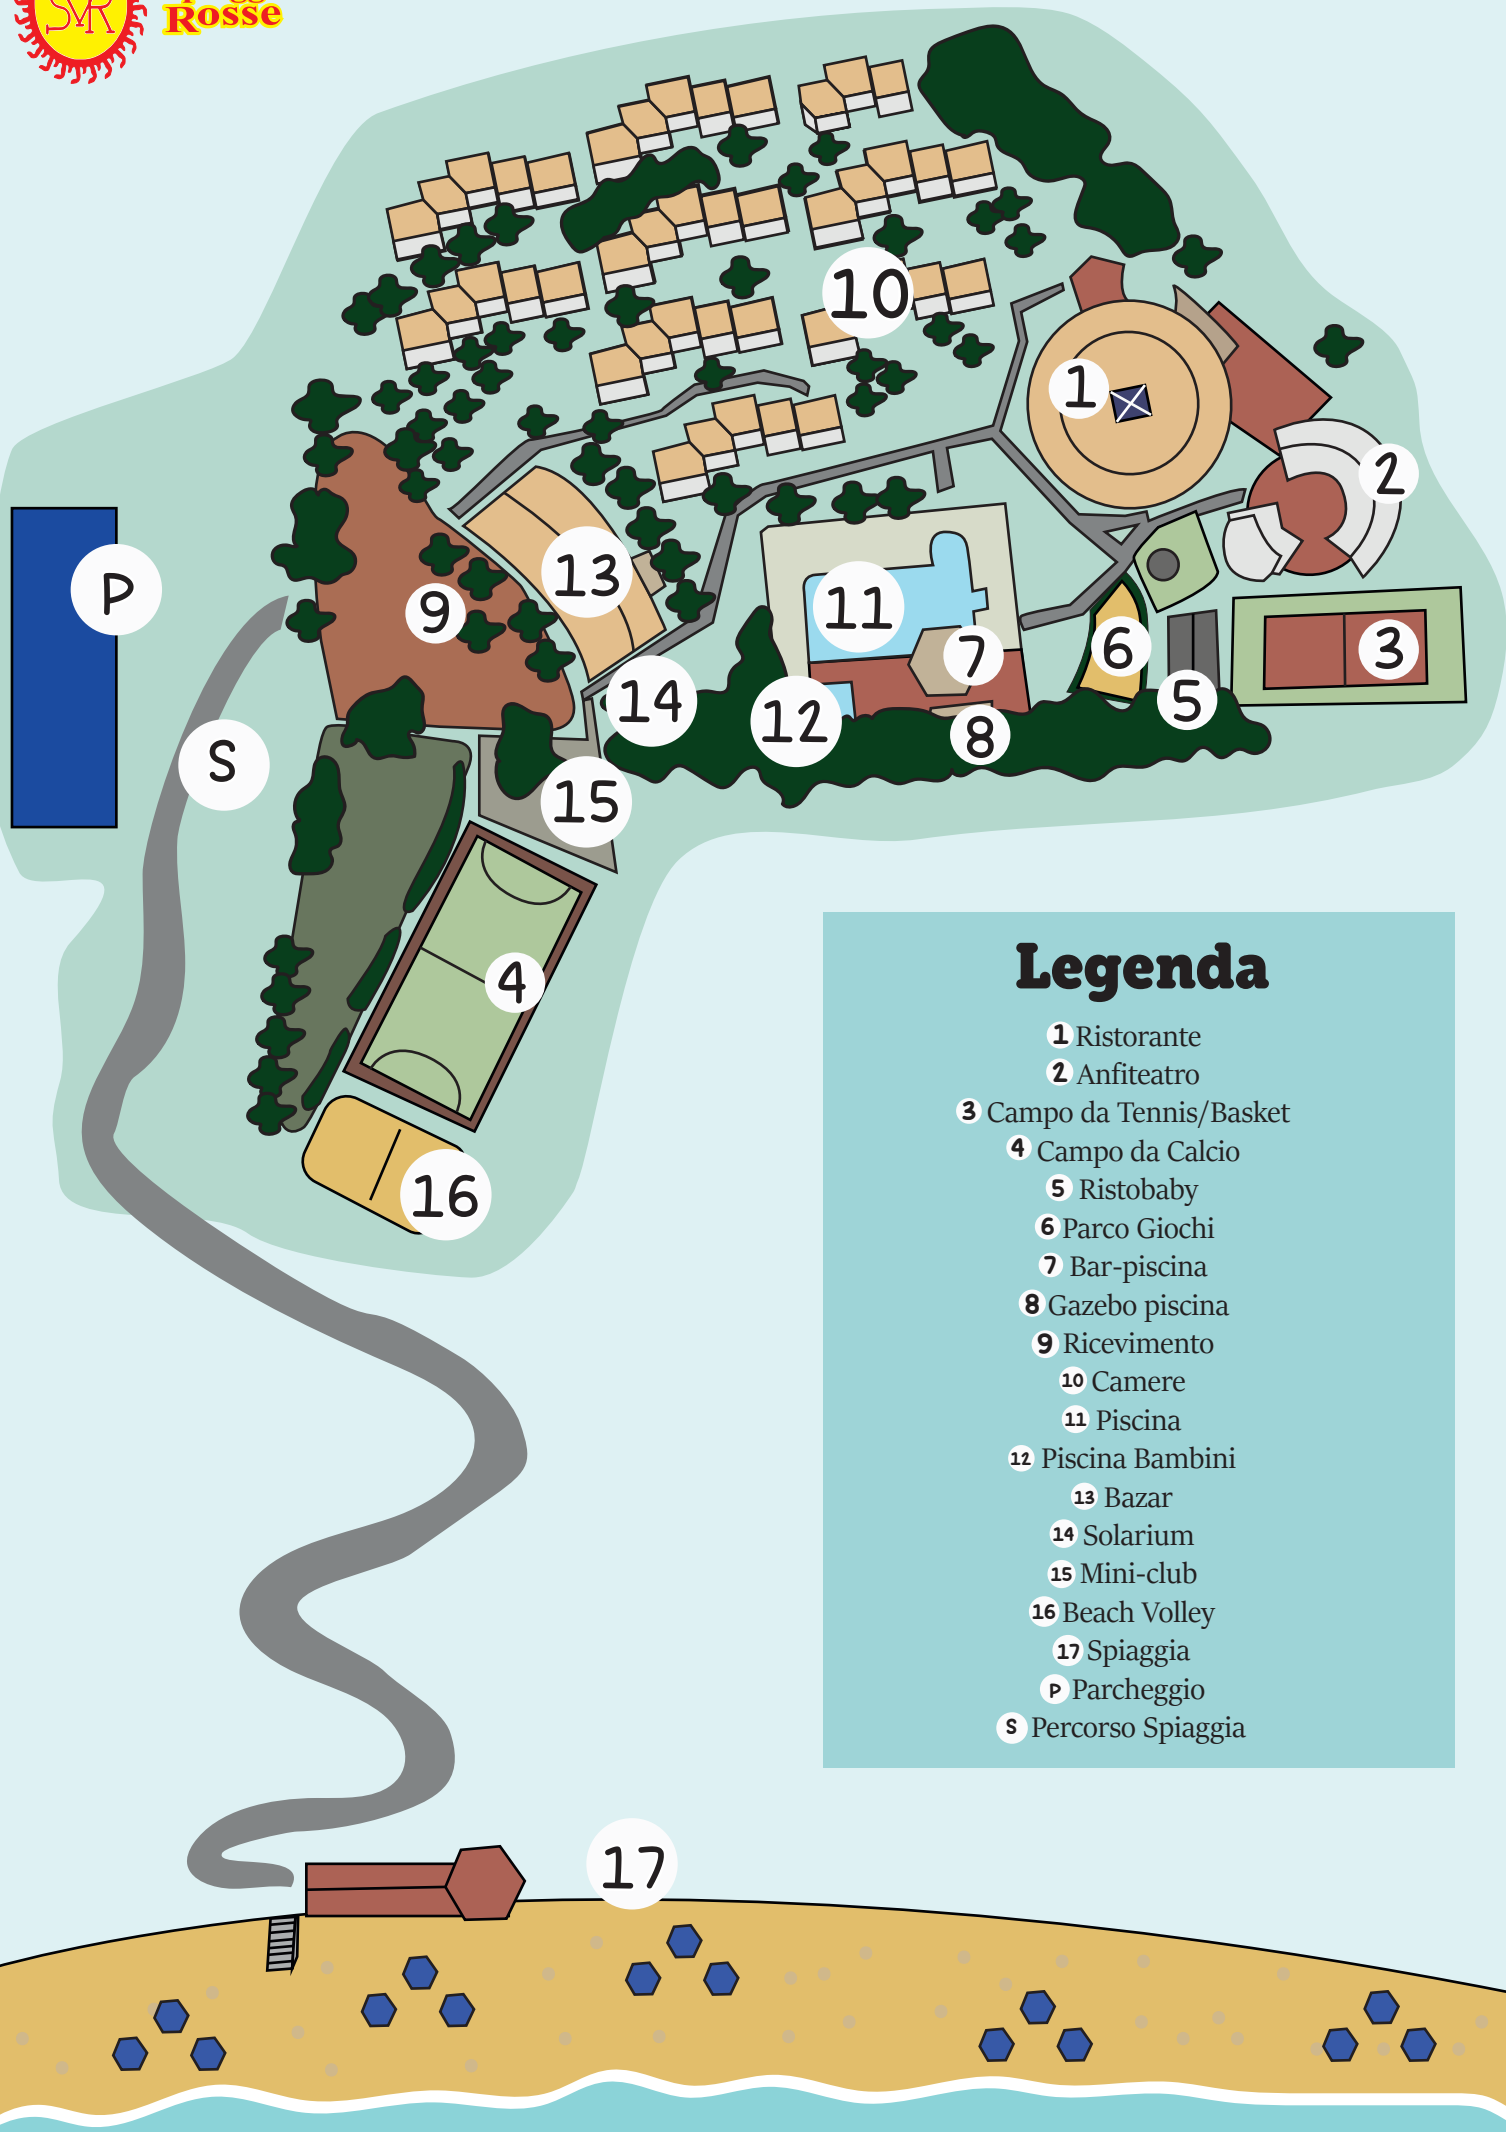 SVR
Rosse
10
1
2
13
P
9
11
6
7
3
14
5
12
8
S
15
4
16
Legenda
1 Ristorante
2 Anfiteatro
3 Campo da Tennis/Basket
4 Campo da Calcio
5 Ristobaby
6 Parco Giochi
7 Bar-piscina
8 Gazebo piscina
9 Ricevimento
10 Camere
11 Piscina
12 Piscina Bambini
13 Bazar
14 Solarium
15 Mini-club
16 Beach Volley
17 Spiaggia
P Parcheggio
S Percorso Spiaggia
17